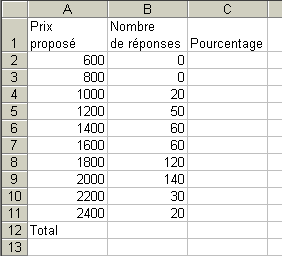 A B C
Prix Nombre
1 proposé de réponses Pourcentage
2 600 0
3 800 0
4 1000 20
5 1200 50
6 1400 60
7 1600 60
8 1800 120
9 2000 140
10 2200 30
11 2400 20
12 Total
13